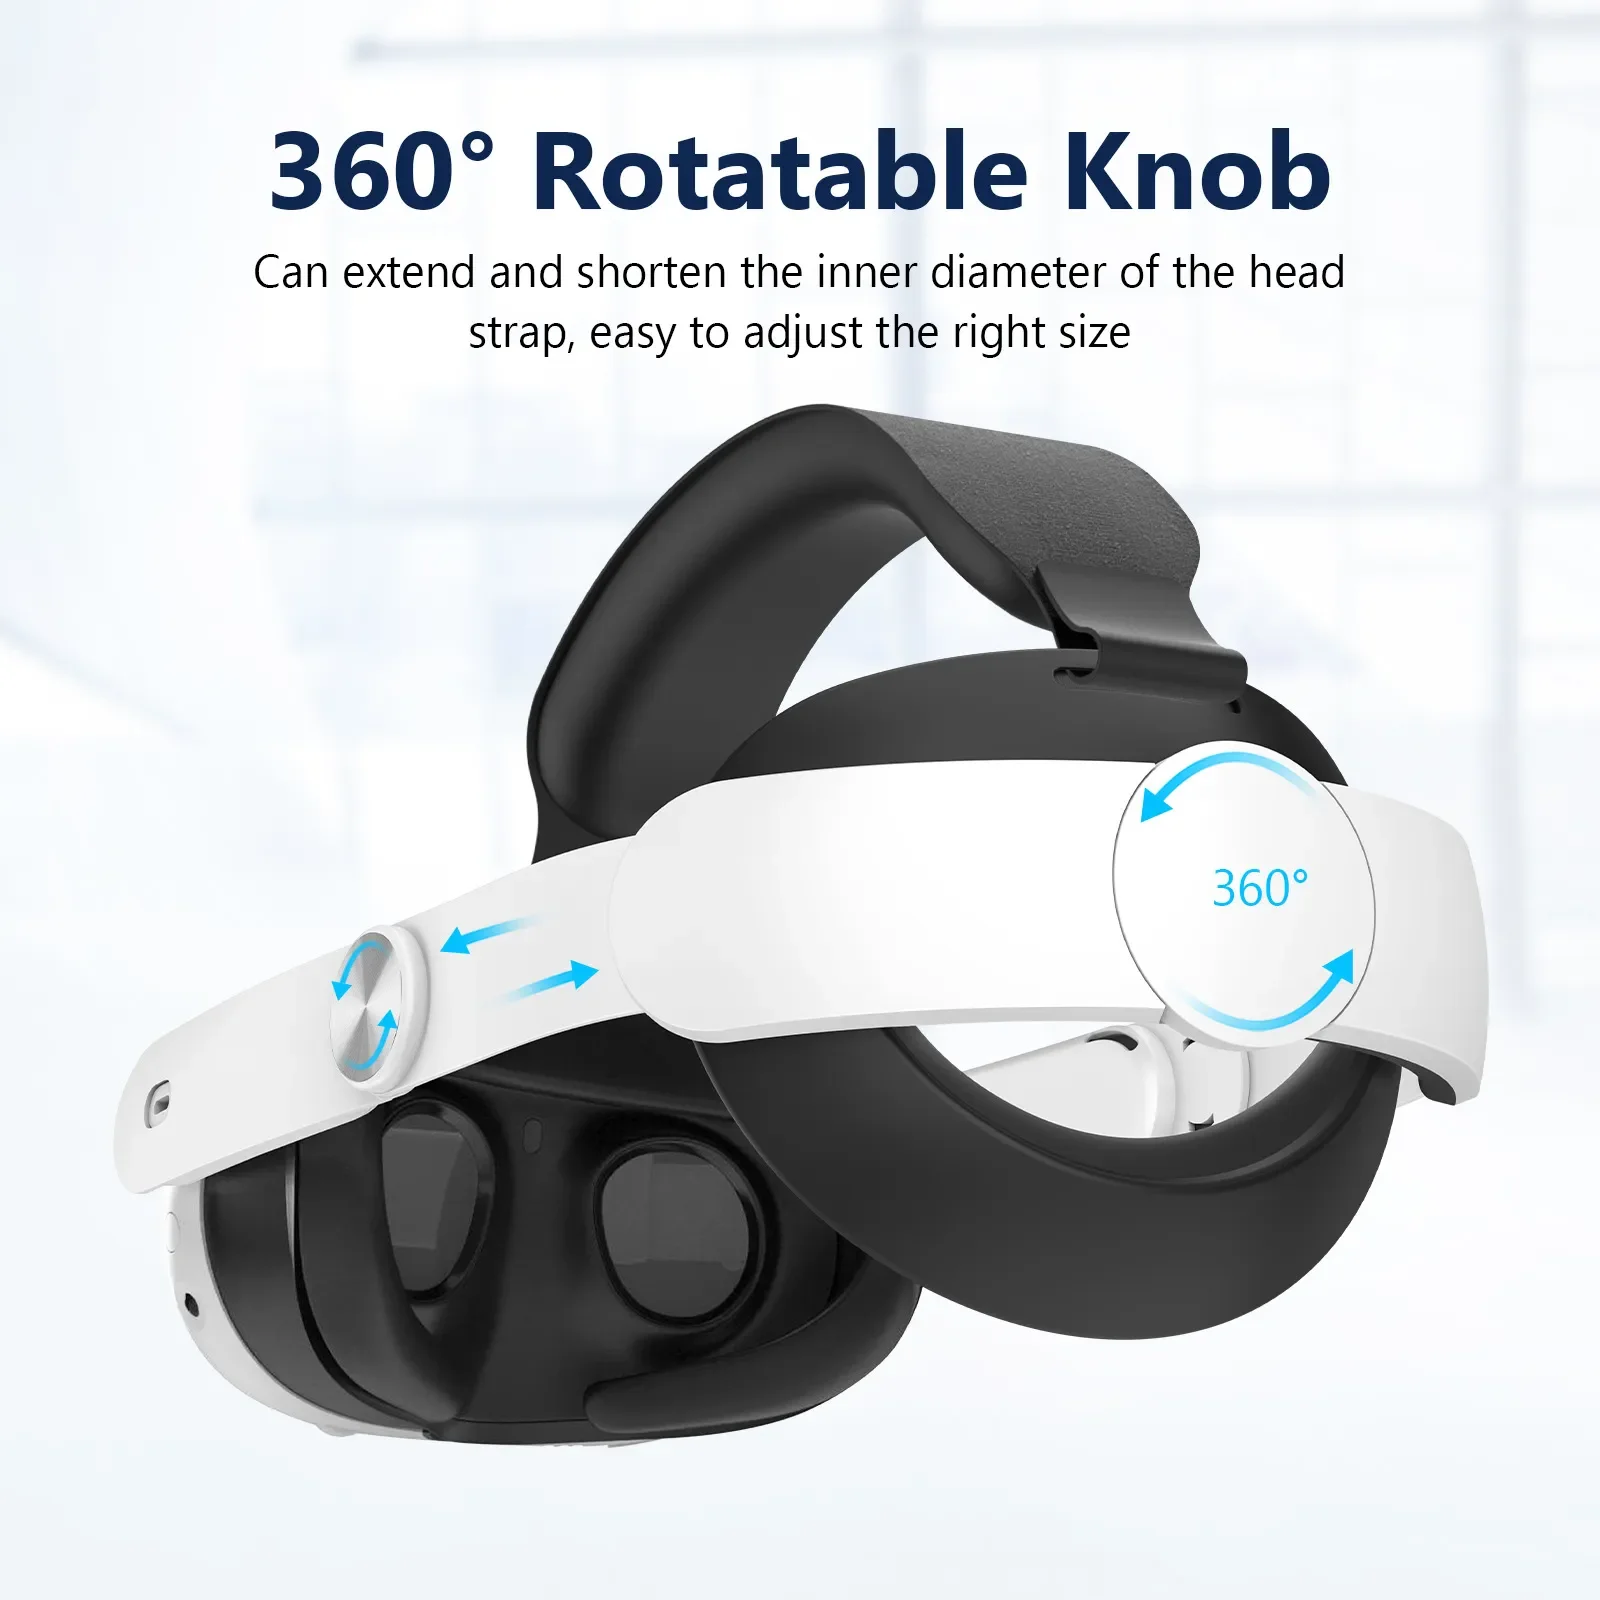 360° Rotatable Knob
Can extend and shorten the inner diameter of the head
strap, easy to adjust the right size
360°